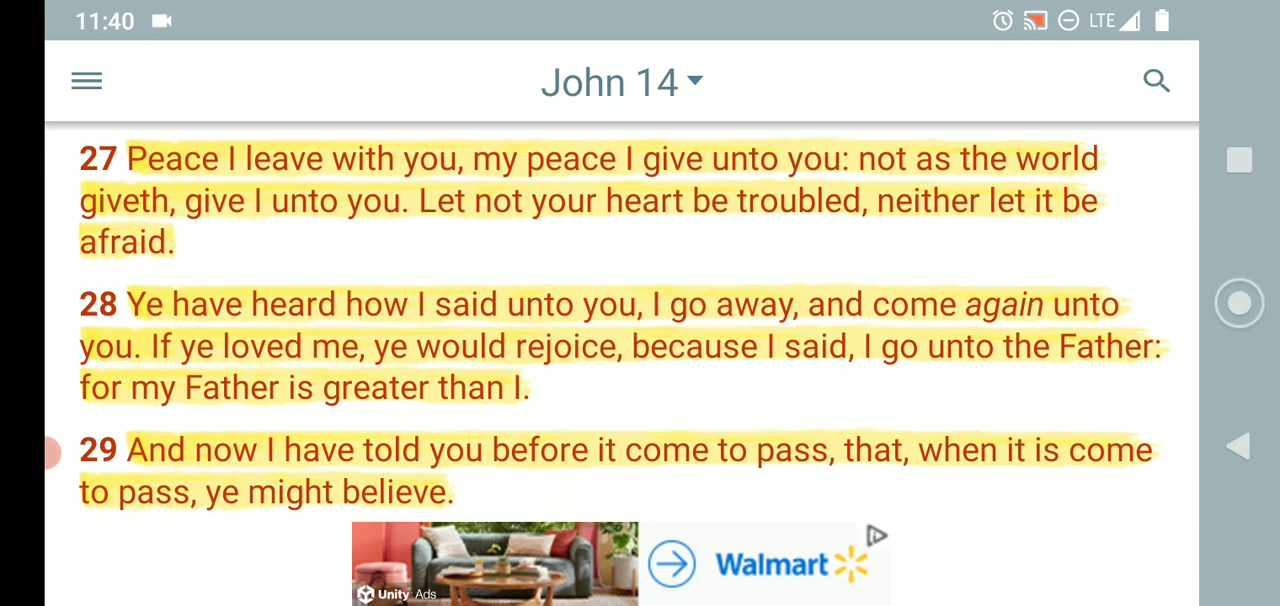 11:40 LTE
John 14
27 Peace I leave with you, my peace I give unto you: not as the world
giveth, give I unto you. Let not your heart be troubled, neither let it be
afraid.
28 Ye have heard how I said unto you, I go away, and come again unto
you. If ye loved me, ye would rejoice, because I said, I go unto the Father:
for my Father is greater than I.
29 And now I have told you before it come to pass, that, when it is come
to pass, ye might believe.
Walmart
Unity Ads